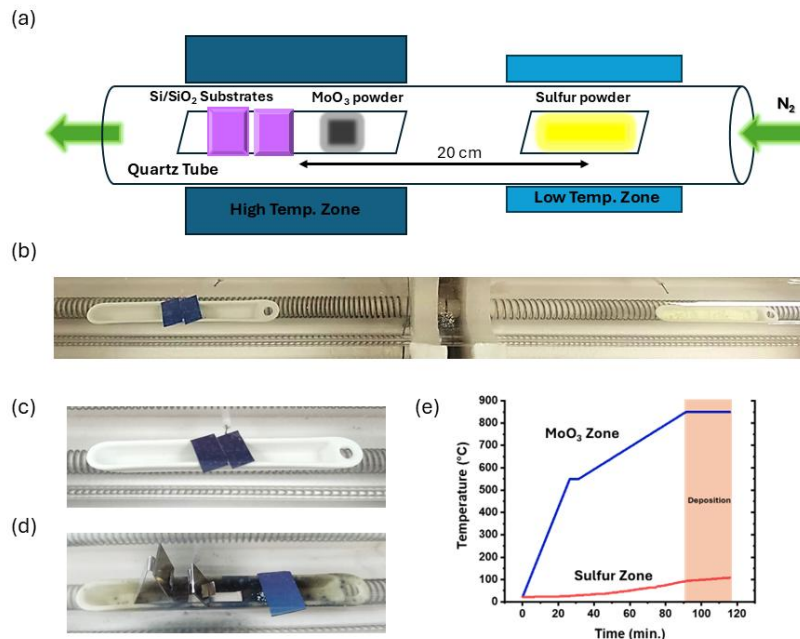 (a)
Si/SiO₂ Substrates
MoO₃ powder
Sulfur powder
N₂
20 cm
Quartz Tube
High Temp. Zone
Low Temp. Zone
(b)
(c)
(d)
(e)
900
800
700
600
500
400
300
200
100
0
Temperature (°C)
MoO₃ Zone
Deposition
Sulfur Zone
0 20 40 60 80 100 120
Time (min.)